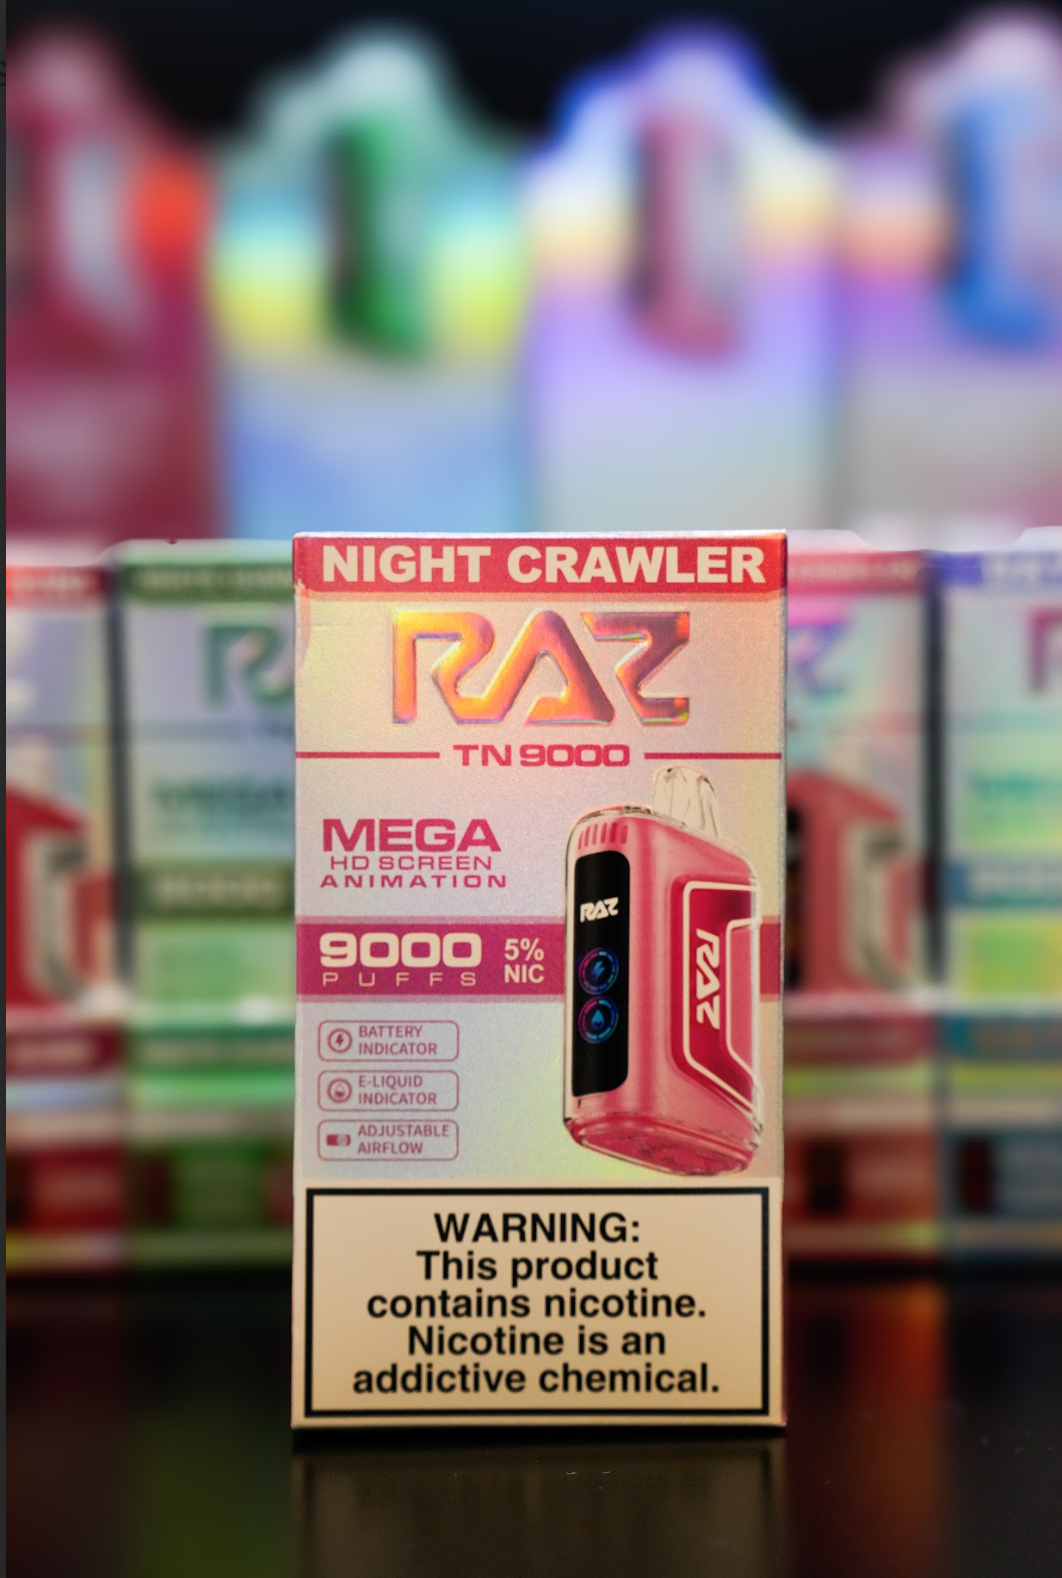 NIGHT CRAWLER
RAZ
TN 9000
MEGA
HD SCREEN
ANIMATION
RAZ
RAZ
9000
PUFFS
5%
NIC
BATTERY
INDICATOR
E-LIQUID
INDICATOR
ADJUSTABLE
AIRFLOW
WARNING:
This product
contains nicotine.
Nicotine is an
addictive chemical.